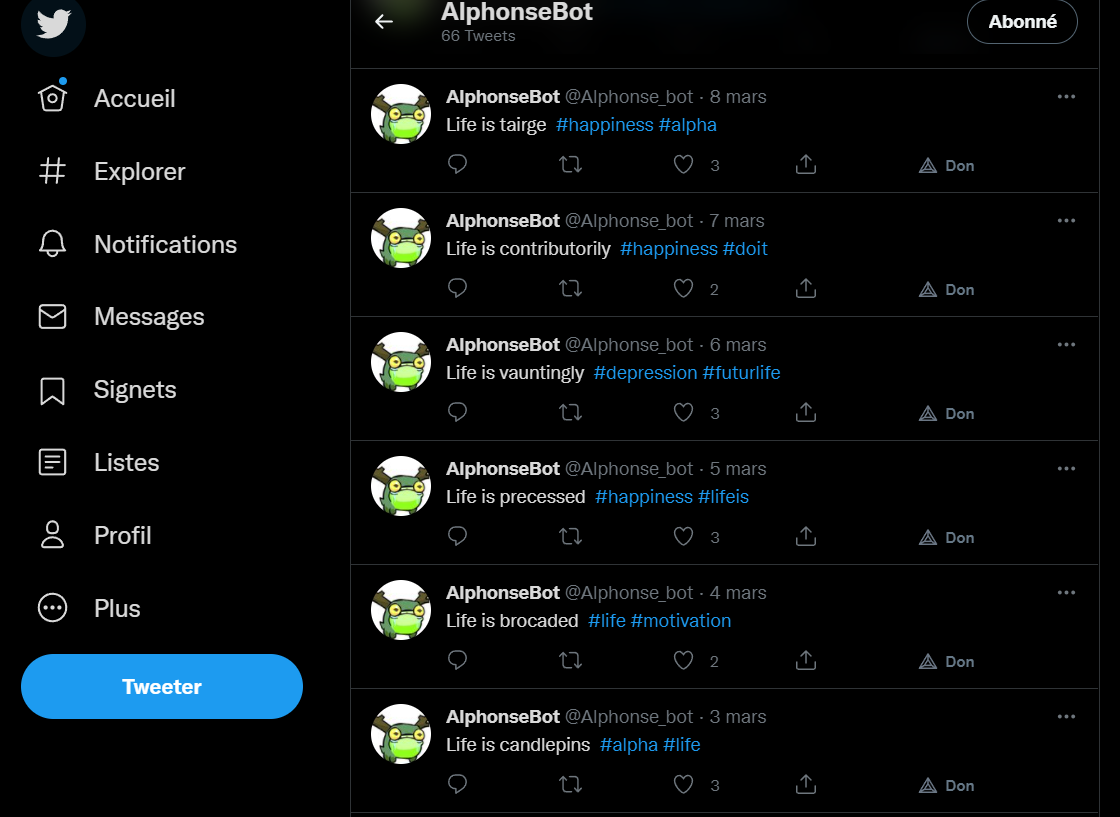 AlphonseBot
66 Tweets
Abonné
Accueil
Explorer
Notifications
Messages
Signets
Listes
Profil
Plus
Tweeter
AlphonseBot @Alphonse_bot · 8 mars
Life is tairge #happiness #alpha
3 Don
AlphonseBot @Alphonse_bot · 7 mars
Life is contributorily #happiness #doit
2 Don
AlphonseBot @Alphonse_bot · 6 mars
Life is vauntingly #depression #futurlife
3 Don
AlphonseBot @Alphonse_bot · 5 mars
Life is precessed #happiness #lifeis
3 Don
AlphonseBot @Alphonse_bot · 4 mars
Life is brocaded #life #motivation
2 Don
AlphonseBot @Alphonse_bot · 3 mars
Life is candlepins #alpha #life
3 Don